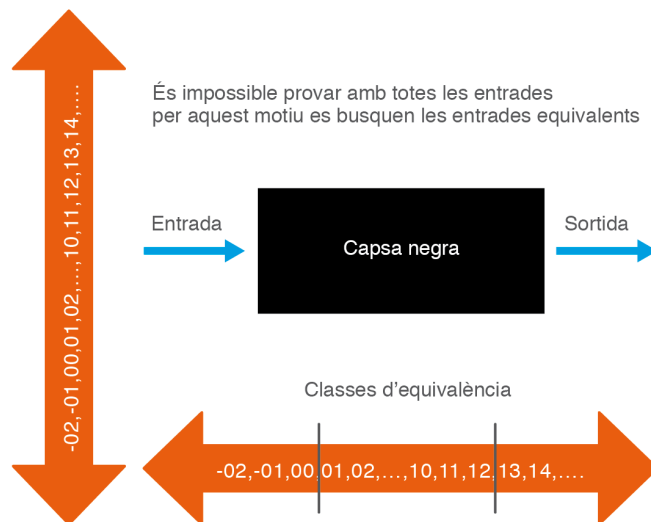 -02,-01,00,01,02,...,10,11,12,13,14,....
És impossible provar amb totes les entrades
per aquest motiu es busquen les entrades equivalents
Entrada
Capsa negra
Sortida
Classes d'equivalència
-02,-01,00,01,02,...,10,11,12,13,14,....